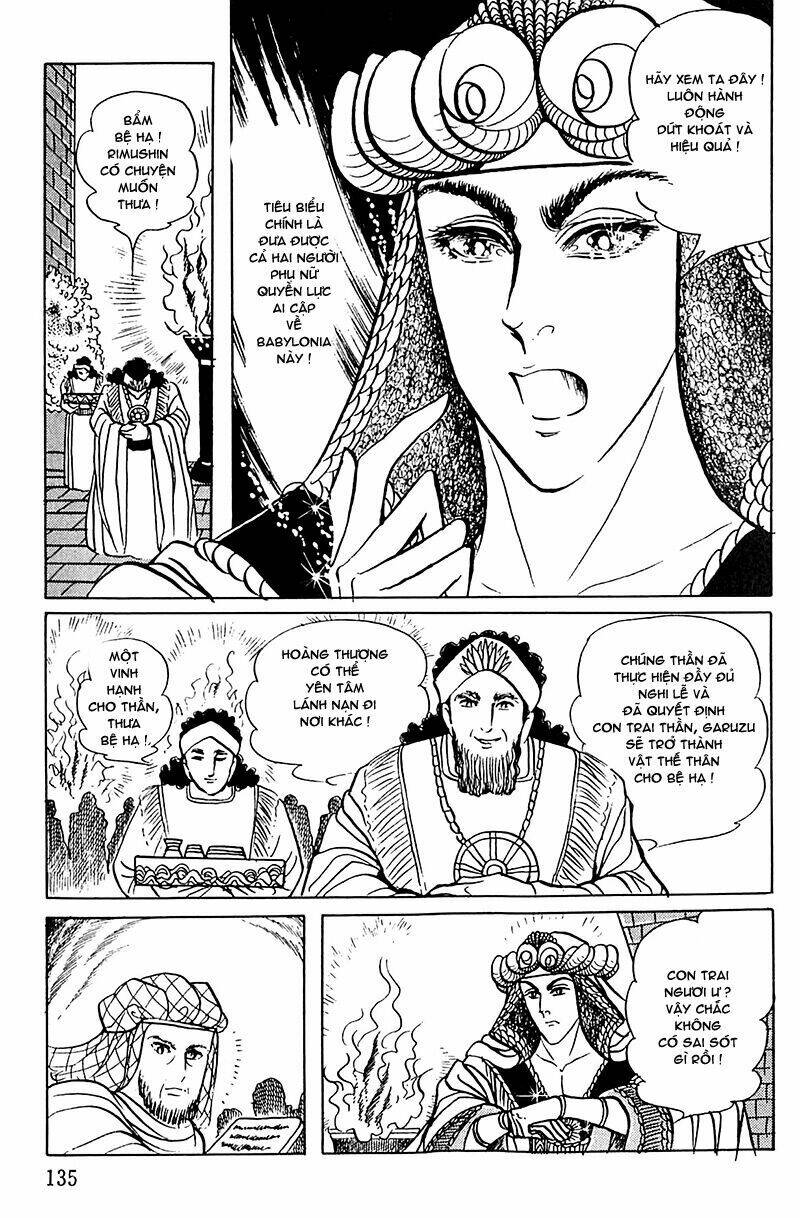 HÃY XEM TA ĐÂY !
LUÔN HÀNH
ĐỘNG
DỨT KHOÁT VÀ
HIỆU QUẢ !
TIÊU BIỂU
CHÍNH LÀ
ĐƯA ĐƯỢC
CẢ HAI NGƯỜI
PHỤ NỮ
QUYỀN LỰC
AI CẬP
VỀ
BABYLONIA
NÀY !
BẨM
BỆ HẠ !
RIMUSHIN
CÓ CHUYỆN
MUỐN
THƯA !
CHÚNG THẦN ĐÃ
THỰC HIỆN ĐẦY ĐỦ
NGHI LỄ VÀ
ĐÃ QUYẾT ĐỊNH
CON TRAI THẦN, GARUZU
SẼ TRỞ THÀNH
VẬT THẾ THÂN
CHO BỆ HẠ !
HOÀNG THƯỢNG
CÓ THỂ
YÊN TÂM
LÁNH NẠN ĐI
NƠI KHÁC !
MỘT
VINH
HẠNH
CHO THẦN,
THƯA
BỆ HẠ !
CON TRAI
NGƯƠI Ư ?
VẬY CHẮC
KHÔNG
CÓ SAI SÓT
GÌ RỒI !
135